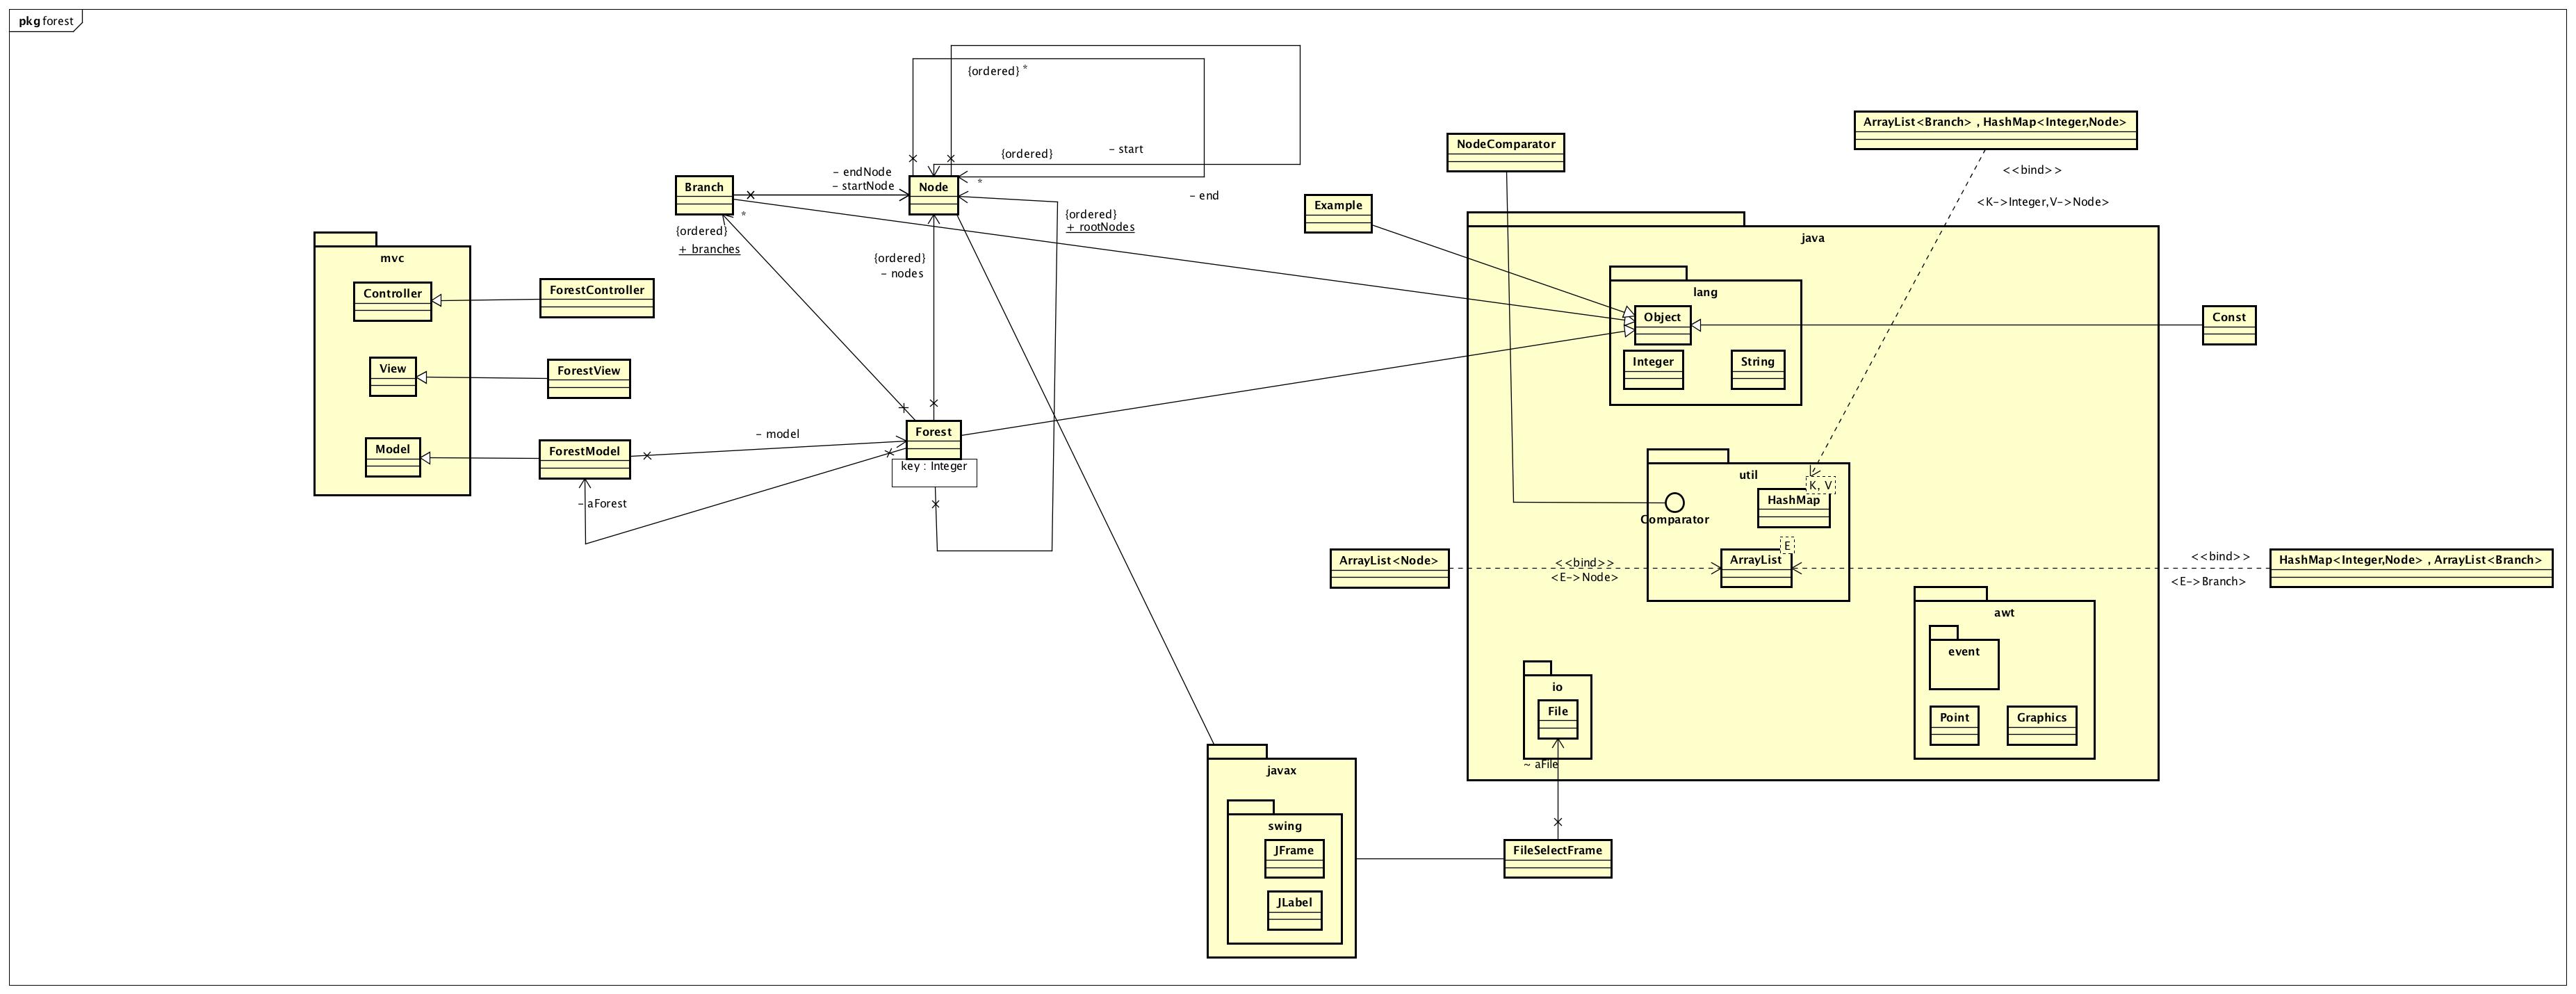 pkg forest
{ordered} *
{ordered}
- start
*
- end
- endNode
- startNode
Branch
Node
*
{ordered}
+ branches
{ordered}
+ rootNodes
{ordered}
- nodes
NodeComparator
ArrayList<Branch> , HashMap<Integer,Node>
<<bind>>
<K->Integer,V->Node>
Example
java
mvc
Controller
ForestController
View
ForestView
Model
ForestModel
- model
- aForest
Forest
key : Integer
lang
Object
Integer
String
Const
util
K, V
HashMap
Comparator
E
ArrayList
ArrayList<Node>
<<bind>>
<E->Node>
<<bind>>
<E->Branch>
HashMap<Integer,Node> , ArrayList<Branch>
awt
event
Point
Graphics
io
File
~ aFile
javax
swing
JFrame
JLabel
FileSelectFrame